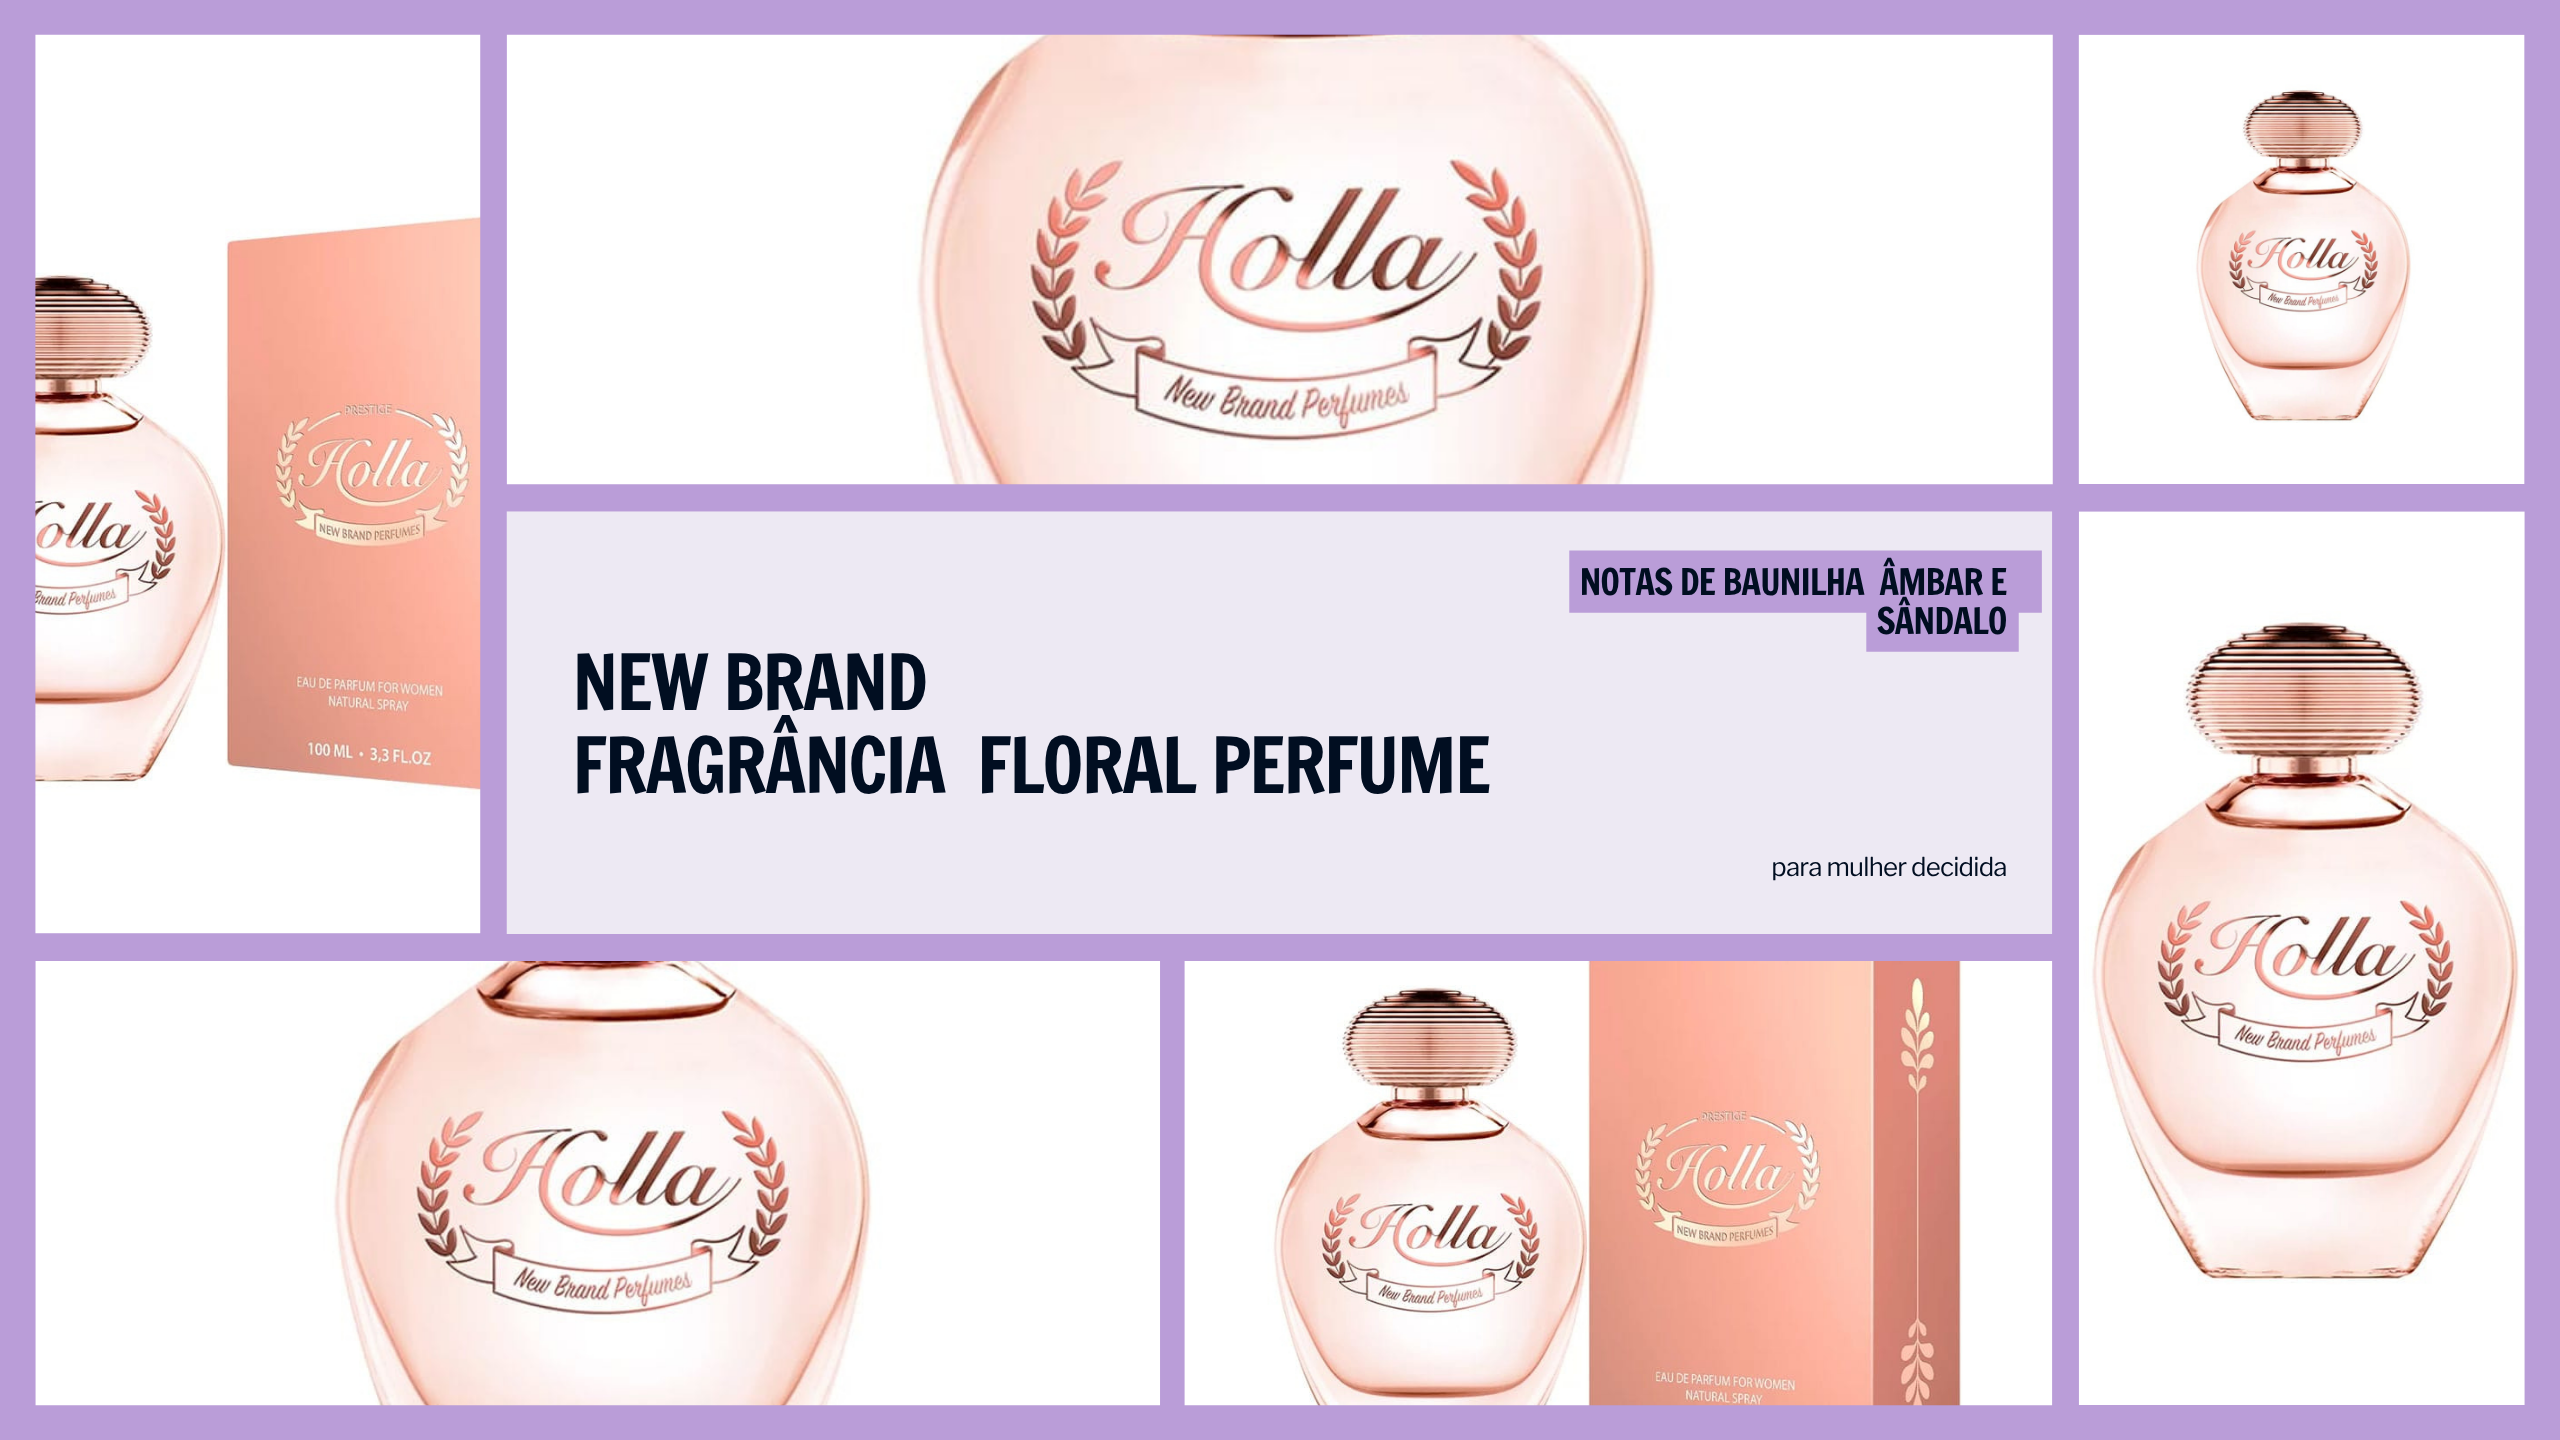 olla
Brand Perfumes
PRESTIGE
Holla
NEW BRAND PERFUMES
EAU DE PARFUM FOR WOMEN
NATURAL SPRAY
100 ML • 3,3 FL.OZ
Holla
New Brand Perfumes
Holla
New Brand Perfumes
NOTAS DE BAUNILHA  ÂMBAR E
SÂNDALO
NEW BRAND
FRAGRÂNCIA  FLORAL PERFUME
para mulher decidida
Holla
New Brand Perfumes
Holla
New Brand Perfumes
Holla
New Brand Perfumes
PRESTIGE
Holla
NEW BRAND PERFUMES
EAU DE PARFUM FOR WOMEN
NATURAL SPRAY